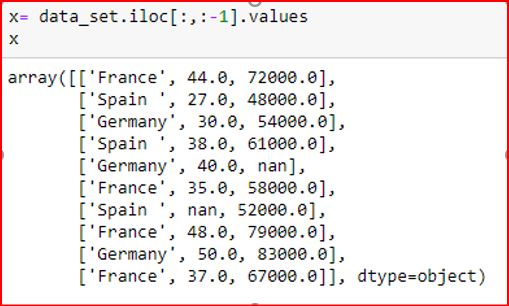 x= data_set.iloc[:,:-1].values
x
array([['France', 44.0, 72000.0],
['Spain ', 27.0, 48000.0],
['Germany', 30.0, 54000.0],
['Spain ', 38.0, 61000.0],
['Germany', 40.0, nan],
['France', 35.0, 58000.0],
['Spain ', nan, 52000.0],
['France', 48.0, 79000.0],
['Germany', 50.0, 83000.0],
['France', 37.0, 67000.0]], dtype=object)